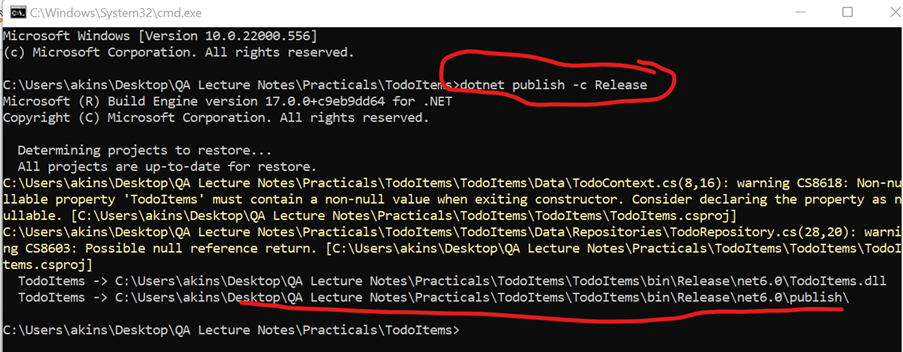 C:\Windows\System32\cmd.exe
Microsoft Windows [Version 10.0.22000.556]
(c) Microsoft Corporation. All rights reserved.
C:\Users\akins\Desktop\QA Lecture Notes\Practicals\TodoItems>dotnet publish -c Release
Microsoft (R) Build Engine version 17.0.0+c9eb9dd64 for .NET
Copyright (C) Microsoft Corporation. All rights reserved.
Determining projects to restore...
All projects are up-to-date for restore.
C:\Users\akins\Desktop\QA Lecture Notes\Practicals\TodoItems\TodoItems\Data\TodoContext.cs(8,16): warning CS8618: Non-nu
llable property 'TodoItems' must contain a non-null value when exiting constructor. Consider declaring the property as n
ullable. [C:\Users\akins\Desktop\QA Lecture Notes\Practicals\TodoItems\TodoItems\TodoItems.csproj]
C:\Users\akins\Desktop\QA Lecture Notes\Practicals\TodoItems\TodoItems\Data\Repositories\TodoRepository.cs(28,20): warni
ng CS8603: Possible null reference return. [C:\Users\akins\Desktop\QA Lecture Notes\Practicals\TodoItems\TodoItems\TodoI
tems.csproj]
TodoItems -> C:\Users\akins\Desktop\QA Lecture Notes\Practicals\TodoItems\TodoItems\bin\Release\net6.0\TodoItems.dll
TodoItems -> C:\Users\akins\Desktop\QA Lecture Notes\Practicals\TodoItems\TodoItems\bin\Release\net6.0\publish\
C:\Users\akins\Desktop\QA Lecture Notes\Practicals\TodoItems>